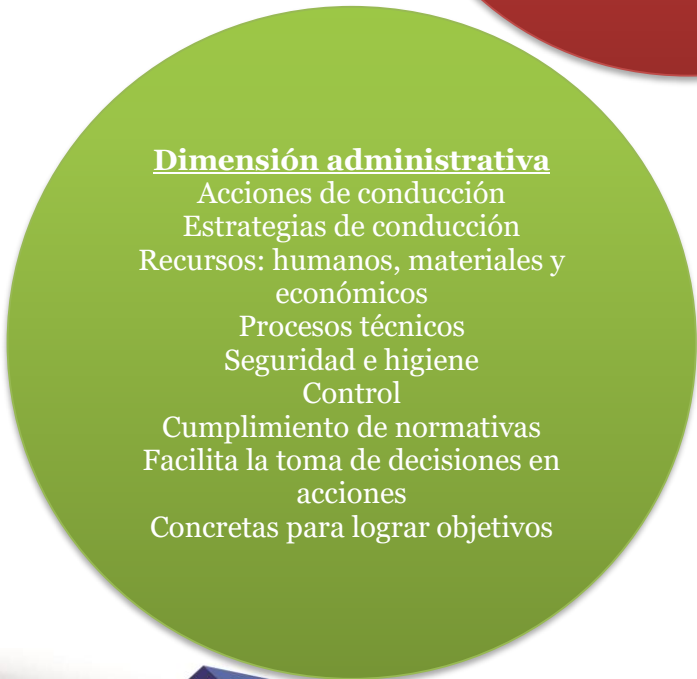 Dimensión administrativa
Acciones de conducción
Estrategias de conducción
Recursos: humanos, materiales y
económicos
Procesos técnicos
Seguridad e higiene
Control
Cumplimiento de normativas
Facilita la toma de decisiones en
acciones
Concretas para lograr objetivos